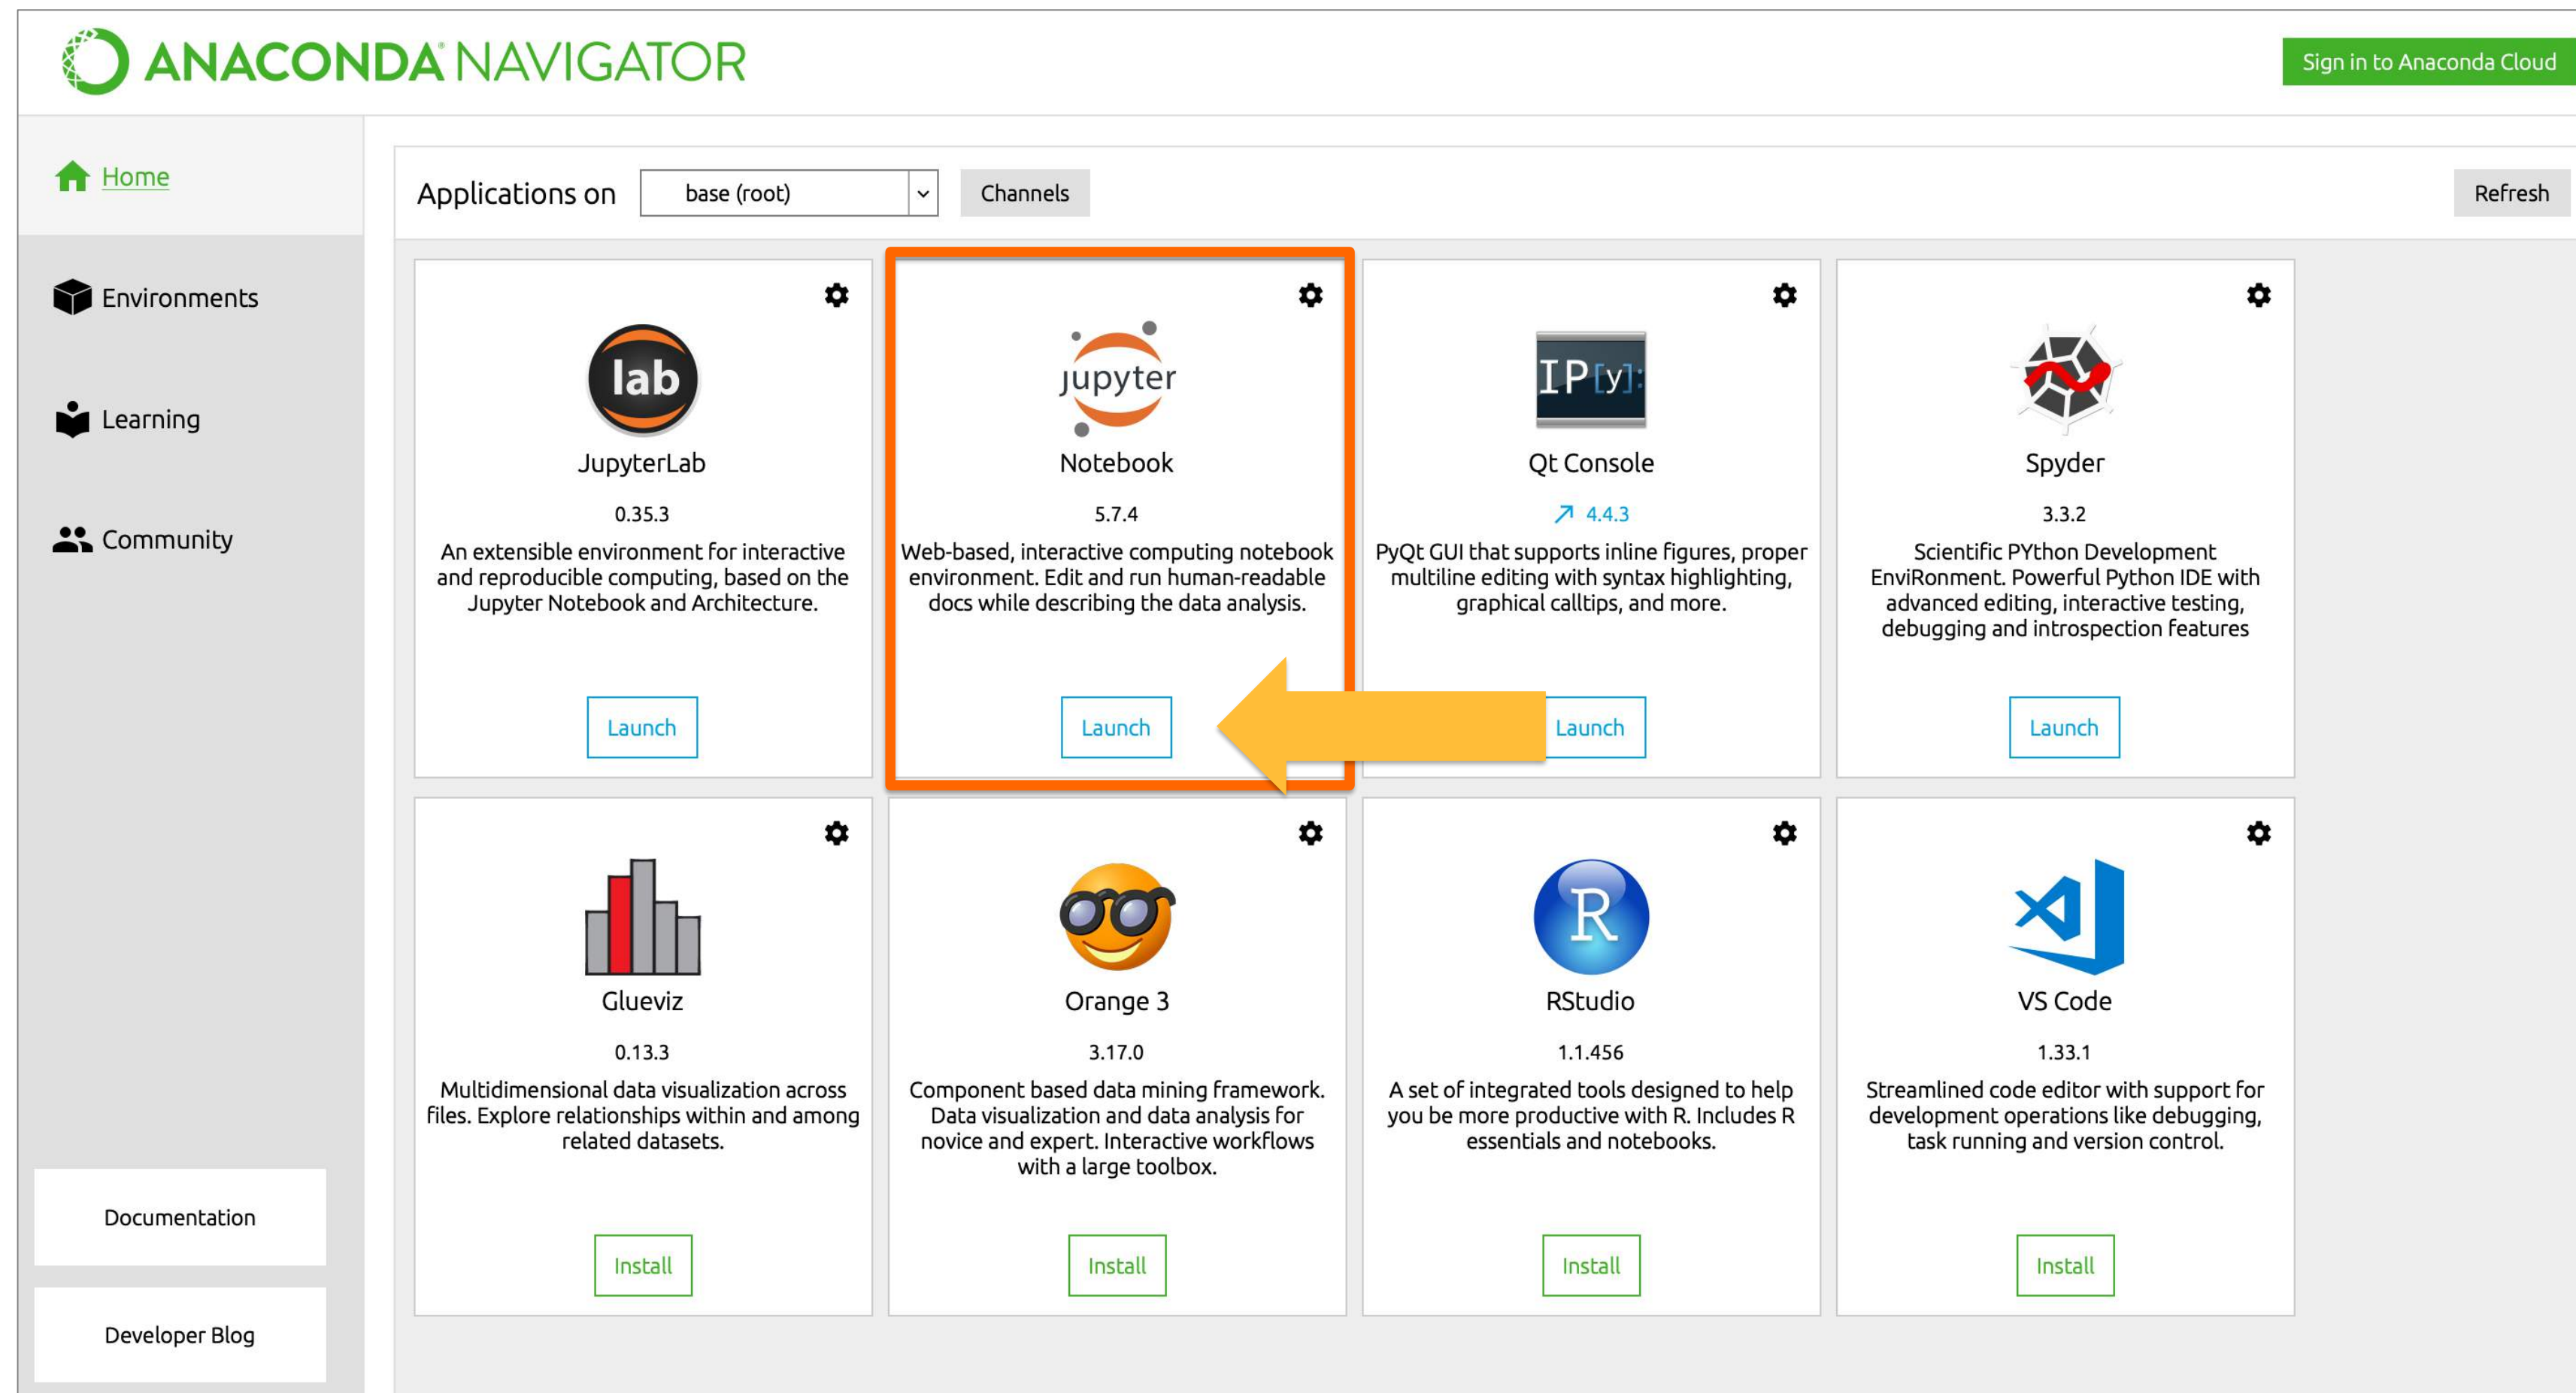 ANACONDA NAVIGATOR
Sign in to Anaconda Cloud
Home
Environments
Learning
Community
Documentation
Developer Blog
Applications on
base (root)
Channels
Refresh
lab
JupyterLab
0.35.3
An extensible environment for interactive
and reproducible computing, based on the
Jupyter Notebook and Architecture.
Launch
jupyter
Notebook
5.7.4
Web-based, interactive computing notebook
environment. Edit and run human-readable
docs while describing the data analysis.
Launch
IP[y]:
Qt Console
4.4.3
PyQt GUI that supports inline figures, proper
multiline editing with syntax highlighting,
graphical calltips, and more.
Launch
Spyder
3.3.2
Scientific PYthon Development
EnviRonment. Powerful Python IDE with
advanced editing, interactive testing,
debugging and introspection features
Launch
Glueviz
0.13.3
Multidimensional data visualization across
files. Explore relationships within and among
related datasets.
Install
Orange 3
3.17.0
Component based data mining framework.
Data visualization and data analysis for
novice and expert. Interactive workflows
with a large toolbox.
Install
R
RStudio
1.1.456
A set of integrated tools designed to help
you be more productive with R. Includes R
essentials and notebooks.
Install
VS Code
1.33.1
Streamlined code editor with support for
development operations like debugging,
task running and version control.
Install